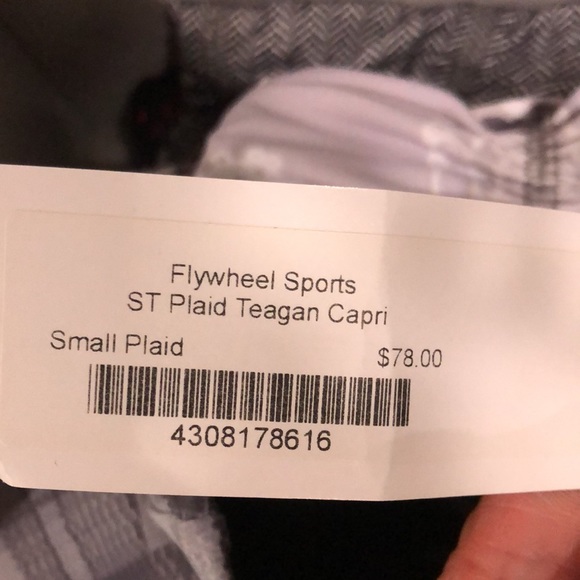 Flywheel Sports
ST Plaid Teagan Capri
Small Plaid $78.00
4308178616